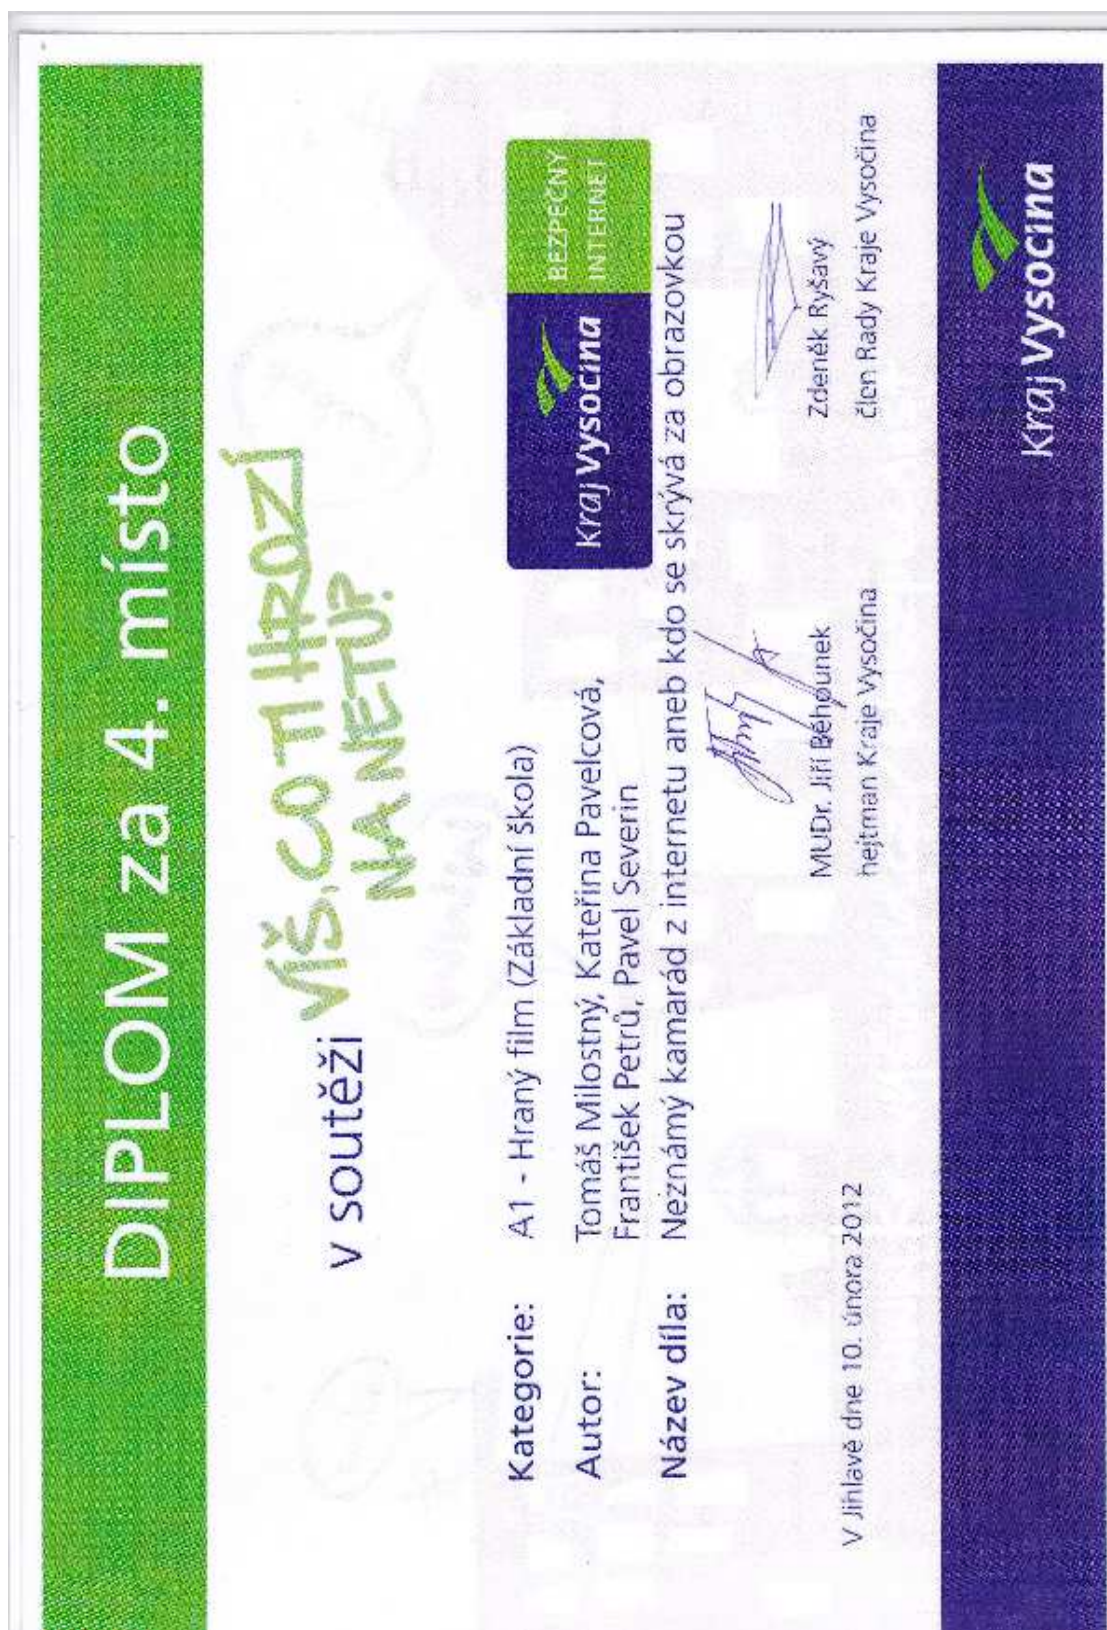 DIPLOM za 4. místo
v soutěži VÍŠ, CO TI HROZÍ
NA NETU?
Kraj Vysočina
BEZPEČNÝ
INTERNET
Kategorie: A1 - Hraný film (Základní škola)
Autor: Tomáš Milostný, Kateřina Pavelcová,
František Petrů, Pavel Severin
Název díla: Neznámý kamarád z internetu aneb kdo se skrývá za obrazovkou
V Jihlavě dne 10. února 2012
MUDr. Jiří Běhounek
hejtman Kraje Vysočina
Zdeněk Ryšavý
člen Rady Kraje Vysočina
Kraj Vysočina